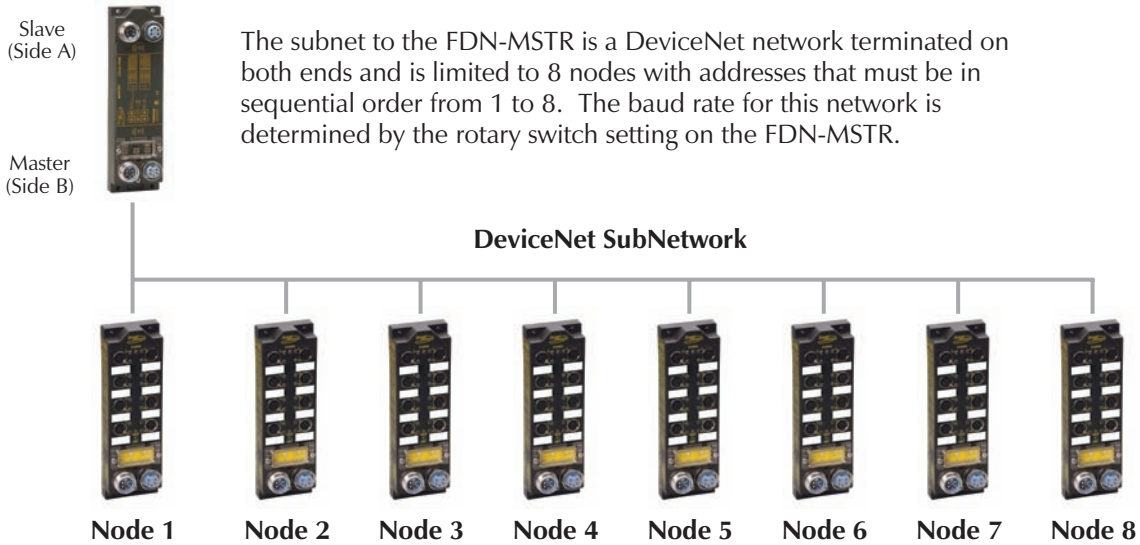 Slave
(Side A)
The subnet to the FDN-MSTR is a DeviceNet network terminated on
both ends and is limited to 8 nodes with addresses that must be in
sequential order from 1 to 8. The baud rate for this network is
determined by the rotary switch setting on the FDN-MSTR.
Master
(Side B)
DeviceNet SubNetwork
Node 1 Node 2 Node 3 Node 4 Node 5 Node 6 Node 7 Node 8